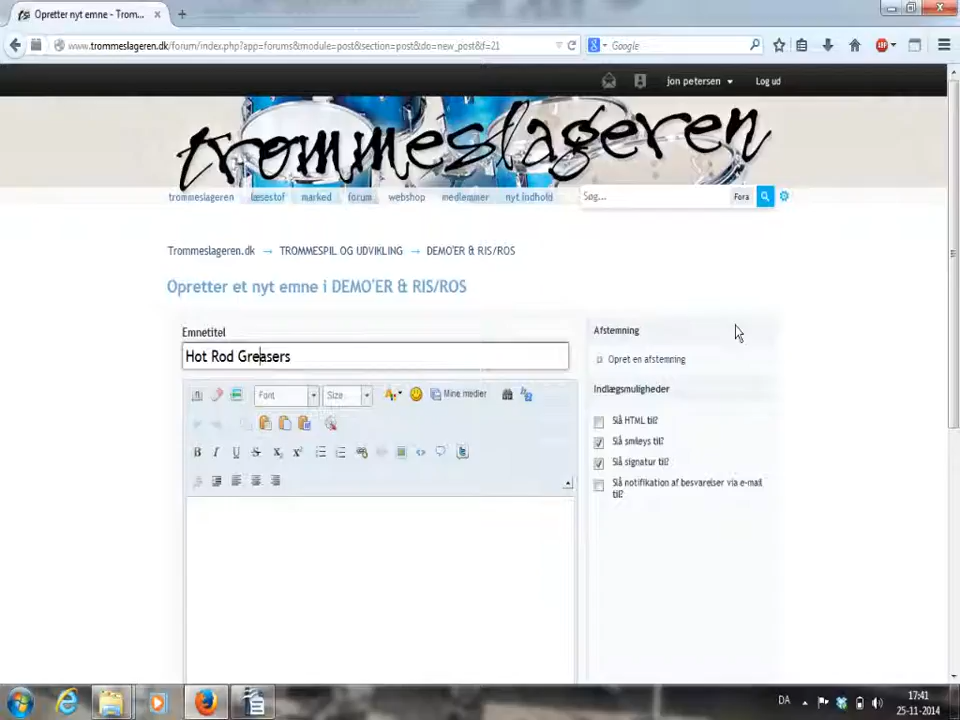 Opretter nyt emne - Trom...
www.trommeslageren.dk/forum/index.php?app=forums&module=post&section=post&do=new_post&f=21
Google
jon petersen
Log ud
trommeslageren
trommeslageren
læsestof
marked
forum
webshop
medlemmer
nyt indhold
Søg...
Fora
Trommeslageren.dk → TROMMESPIL OG UDVIKLING → DEMO'ER & RIS/ROS
Opretter et nyt emne i DEMO'ER & RIS/ROS
Emnetitel
Hot Rod Greasers
Font
Size
Mine medier
B I U S X₂ X²
Afstemning
Opret en afstemning
Indlægsmuligheder
Slå HTML til?
Slå smileys til?
Slå signatur til?
Slå notifikation af besvarelser via e-mail
til?
DA
17:41
25-11-2014